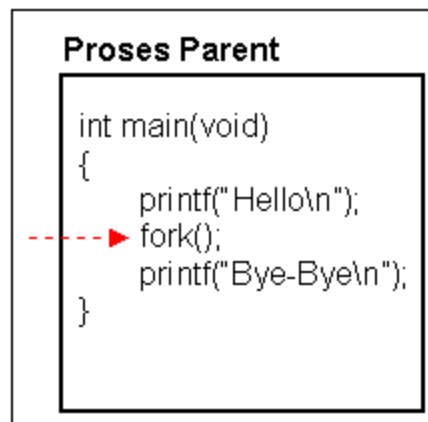 Proses Parent
int main(void)
{
printf("Hello\n");
fork();
printf("Bye-Bye\n");
}